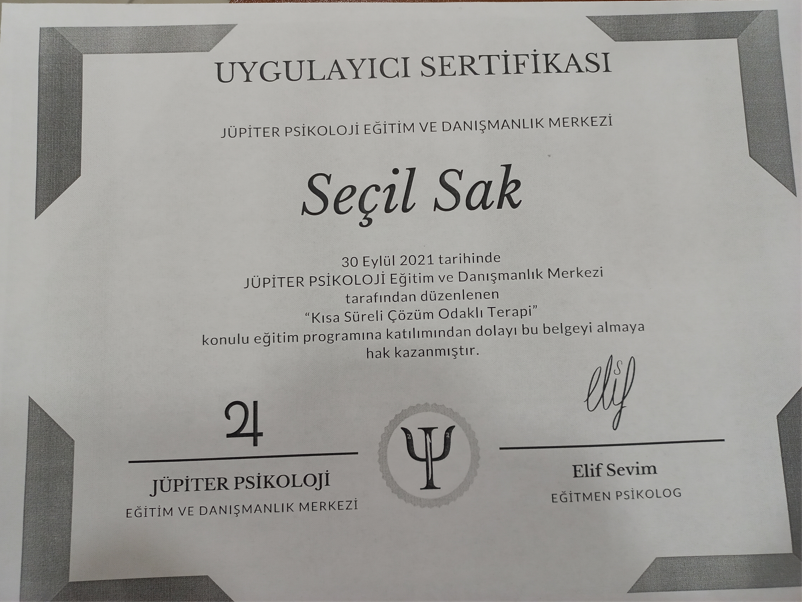 UYGULAYICI SERTİFİKASI
JÜPİTER PSİKOLOJİ EĞİTİM VE DANIŞMANLIK MERKEZİ
Seçil Sak
30 Eylül 2021 tarihinde
JÜPİTER PSİKOLOJİ Eğitim ve Danışmanlık Merkezi
tarafından düzenlenen
“Kısa Süreli Çözüm Odaklı Terapi”
konulu eğitim programına katılımından dolayı bu belgeyi almaya
hak kazanmıştır.
elif
JÜPİTER PSİKOLOJİ
EĞİTİM VE DANIŞMANLIK MERKEZİ
Elif Sevim
EĞİTMEN PSİKOLOG